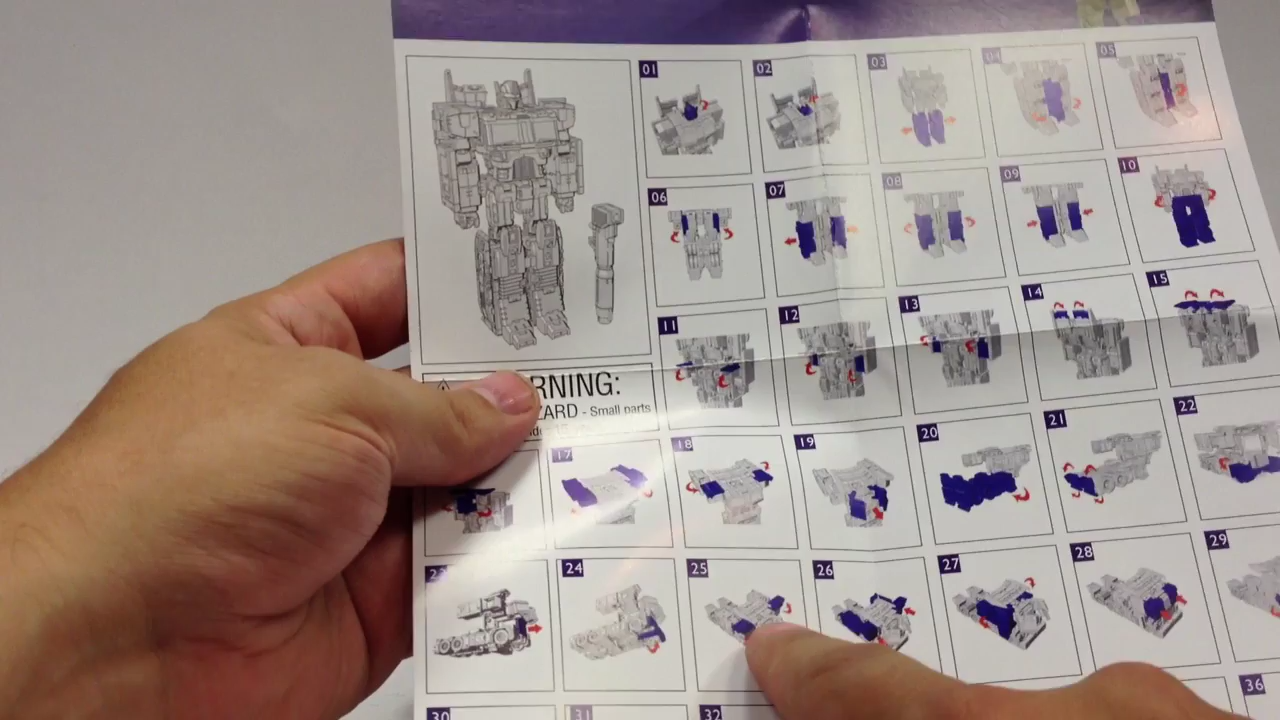 01 02 03 04 05
06 07 08 09 10
11 12 13 14 15
RNING:
ZARD - Small parts
17 18 19 20 21 22
24 25 26 27 28 29
30 31 32 36